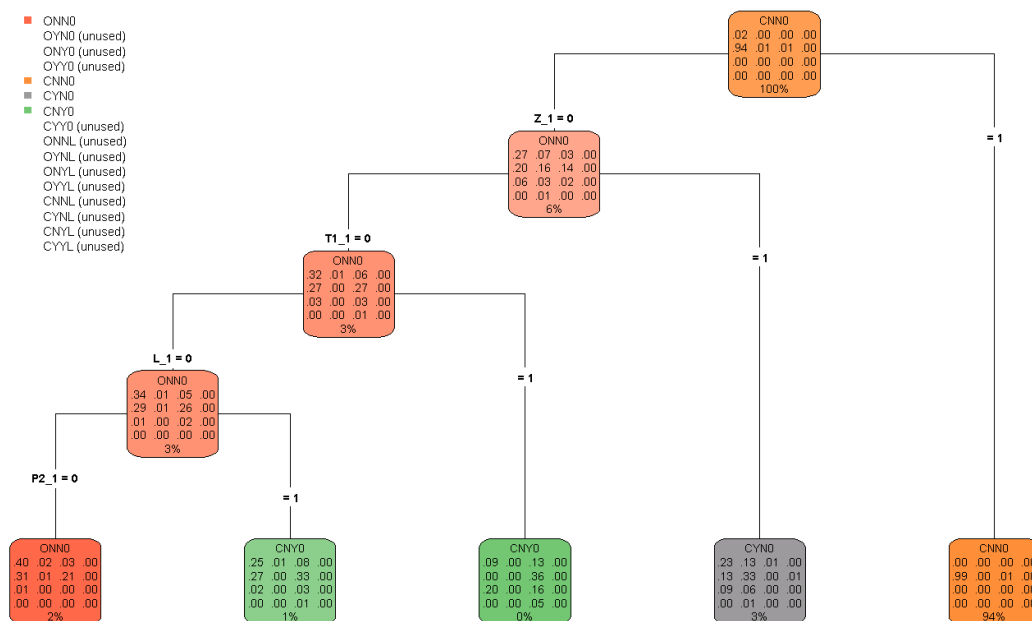 ONN0
OYN0 (unused)
ONY0 (unused)
OYY0 (unused)
CNN0
CYN0
CNY0
CYY0 (unused)
ONNL (unused)
OYNL (unused)
ONYL (unused)
OYYL (unused)
CNNL (unused)
CYNL (unused)
CNYL (unused)
CYYL (unused)
CNN0
.02 .00 .00 .00
.94 .01 .01 .00
.00 .00 .00 .00
.00 .00 .00 .00
100%
Z_1 = 0
= 1
ONN0
.27 .07 .03 .00
.20 .16 .14 .00
.06 .03 .02 .00
.00 .01 .00 .00
6%
T1_1 = 0
= 1
ONN0
.32 .01 .06 .00
.27 .00 .27 .00
.03 .00 .03 .00
.00 .00 .01 .00
3%
L_1 = 0
= 1
ONN0
.34 .01 .05 .00
.29 .01 .26 .00
.01 .00 .02 .00
.00 .00 .00 .00
3%
P2_1 = 0
= 1
ONN0
.40 .02 .03 .00
.31 .01 .21 .00
.01 .00 .00 .00
.00 .00 .00 .00
2%
CNY0
.25 .01 .08 .00
.27 .00 .33 .00
.02 .00 .03 .00
.00 .00 .01 .00
1%
CNY0
.09 .00 .13 .00
.00 .00 .36 .00
.20 .00 .16 .00
.00 .00 .05 .00
0%
CYN0
.23 .13 .01 .00
.13 .33 .00 .01
.09 .06 .00 .00
.00 .01 .00 .00
3%
CNN0
.00 .00 .00 .00
.99 .00 .01 .00
.00 .00 .00 .00
.00 .00 .00 .00
94%